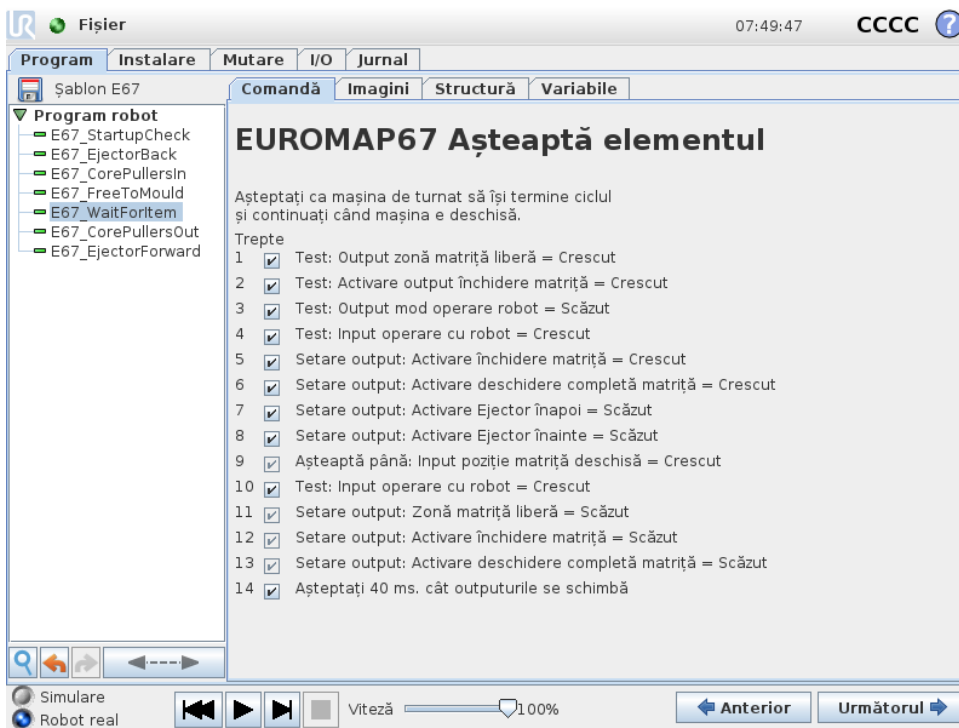 UR Fișier 07:49:47 CCCC ?
Program Instalare Mutare I/O Jurnal
Șablon E67
Comandă Imagini Structură Variabile
Program robot
E67_StartupCheck
E67_EjectorBack
E67_CorePullersIn
E67_FreeToMould
E67_WaitForItem
E67_CorePullersOut
E67_EjectorForward
EUROMAP67 Așteaptă elementul
Așteptați ca mașina de turnat să își termine ciclul
și continuați când mașina e deschisă.
Trepte
1 Test: Output zonă matriță liberă = Crescut
2 Test: Activare output închidere matriță = Crescut
3 Test: Output mod operare robot = Scăzut
4 Test: Input operare cu robot = Crescut
5 Setare output: Activare închidere matriță = Crescut
6 Setare output: Activare deschidere completă matriță = Crescut
7 Setare output: Activare Ejector înapoi = Scăzut
8 Setare output: Activare Ejector înainte = Scăzut
9 Așteaptă până: Input poziție matriță deschisă = Crescut
10 Test: Input operare cu robot = Crescut
11 Setare output: Zonă matriță liberă = Scăzut
12 Setare output: Activare închidere matriță = Scăzut
13 Setare output: Activare deschidere completă matriță = Scăzut
14 Așteptați 40 ms. cât outputurile se schimbă
Simulare
Robot real
Viteză 100%
Anterior Următorul